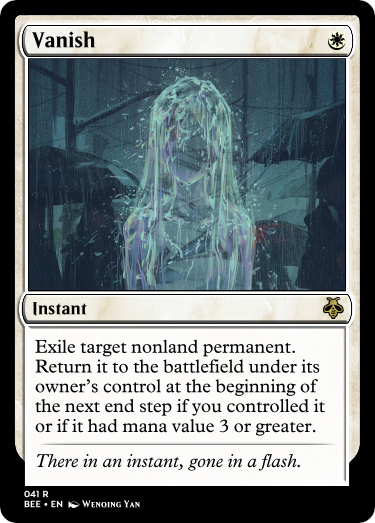 Vanish
Instant
Exile target nonland permanent.
Return it to the battlefield under its
owner's control at the beginning of
the next end step if you controlled it
or if it had mana value 3 or greater.
There in an instant, gone in a flash.
041 R
BEE • EN Wenqing Yan